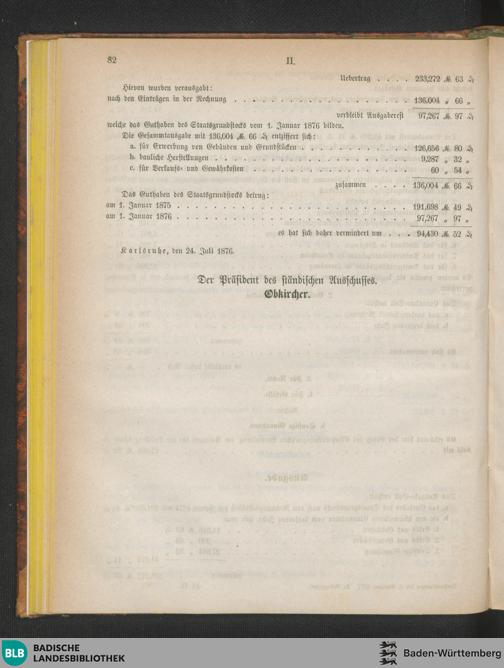 82 II.
Uebertrag . . . . 233,272 ℳ 63 ₰
Hievon wurden verausgabt:
nach den Einträgen in der Rechnung . . . . . . . . . . . . . . . 136,004 „ 66 „
verbleibt Ausgaberest 97,267 ℳ 97 ₰
welche das Guthaben des Staatsgrundstocks vom 1. Januar 1876 bilden.
Die Gesammtausgabe mit 136,004 ℳ 66 ₰ entziffert sich:
a. für Erwerbung von Gebäuden und Grundstücken . . . . . . . . . 126,656 ℳ 80 ₰
b. bauliche Herstellungen . . . . . . . . . . . . . . . . 9,287 „ 32 „
c. für Verkaufs- und Gewährkosten . . . . . . . . . . . . . 60 „ 54 „
zusammen . . . . 136,004 ℳ 66 ₰
Das Guthaben des Staatsgrundstocks betrug:
am 1. Januar 1875 . . . . . . . . . . . . . . . . . . . . 191,698 ℳ 49 ₰
am 1. Januar 1876 . . . . . . . . . . . . . . . . . . . . 97,267 „ 97 „
es hat sich daher vermindert um . . . 94,430 ℳ 52 ₰
Karlsruhe, den 24. Juli 1876.
Der Präsident des ständischen Ausschusses.
Obkircher.
BLB BADISCHE
LANDESBIBLIOTHEK
Baden-Württemberg